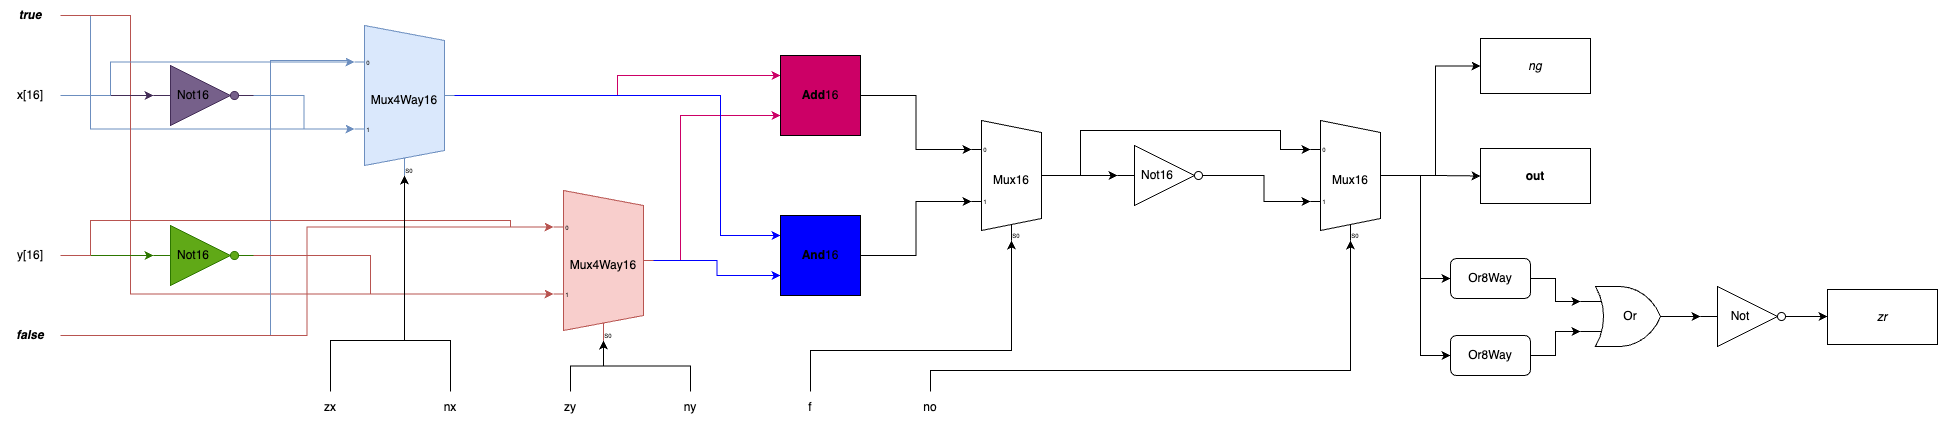 true
x[16]
Not16
0
1
Mux4Way16
S0
y[16]
Not16
0
1
Mux4Way16
S0
false
zx
nx
zy
ny
f
no
Add16
And16
0
1
Mux16
S0
Not16
0
1
Mux16
S0
ng
out
Or8Way
Or8Way
Or
Not
zr